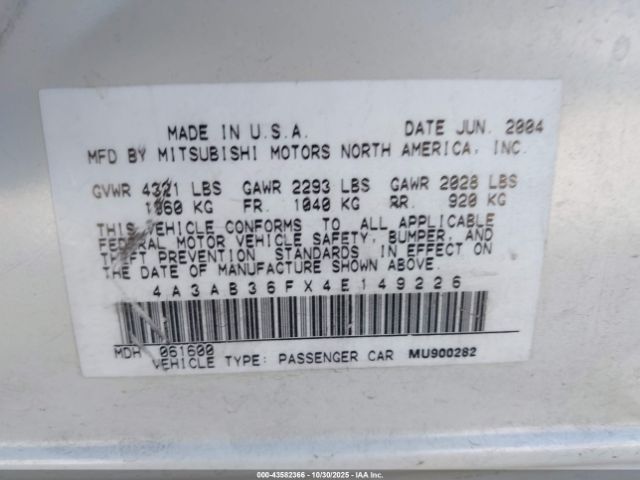 MADE IN U.S.A. DATE JUN. 2004
MFD BY MITSUBISHI MOTORS NORTH AMERICA, INC.
GVWR 4321 LBS GAWR 2293 LBS GAWR 2028 LBS
1960 KG FR. 1040 KG RR. 920 KG
THIS VEHICLE CONFORMS TO ALL APPLICABLE
FEDERAL MOTOR VEHICLE SAFETY, BUMPER, AND
THEFT PREVENTION STANDARDS IN EFFECT ON
THE DATE OF MANUFACTURE SHOWN ABOVE.
4A3AB36FX4E149226
MDH 061600
VEHICLE TYPE: PASSENGER CAR MU900282
000-43582366 • 10/30/2025 • IAAI Inc.